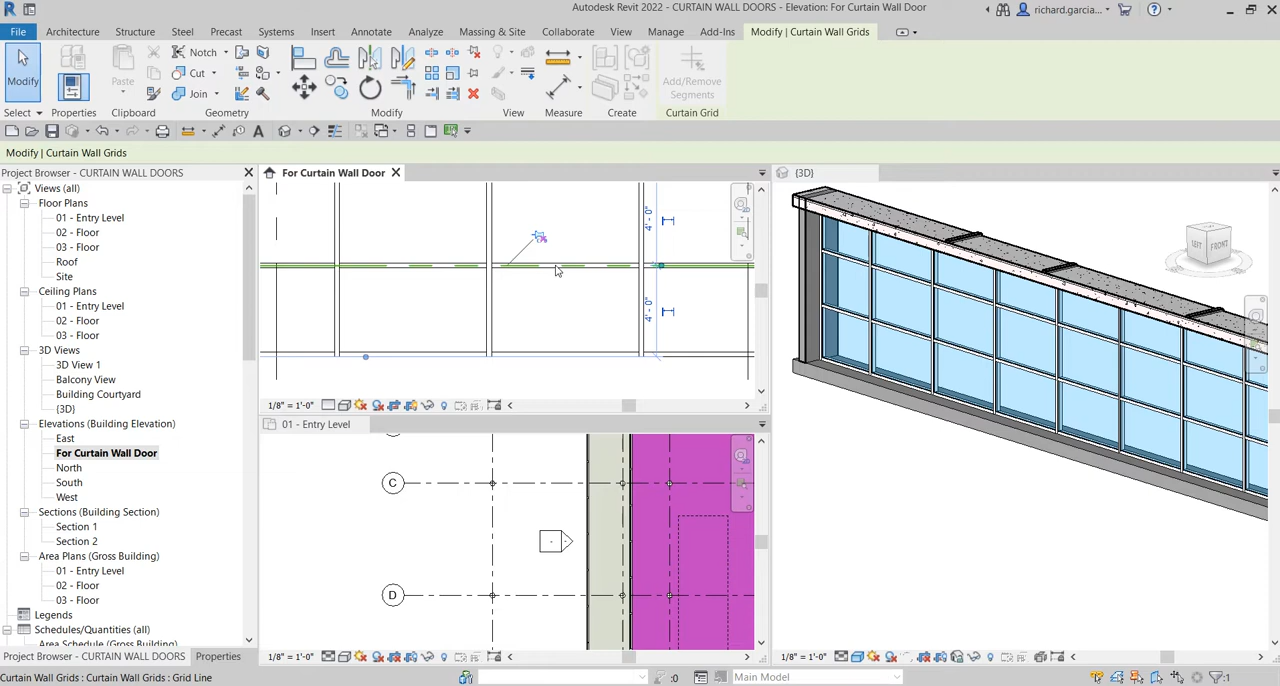 Autodesk Revit 2022 - CURTAIN WALL DOORS - Elevation: For Curtain Wall Door
richard.garcia...
File Architecture Structure Steel Precast Systems Insert Annotate Analyze Massing & Site Collaborate View Manage Add-Ins Modify | Curtain Wall Grids
Modify
Paste
Notch
Cut
Join
Add/Remove
Segments
Select Properties Clipboard Geometry Modify View Measure Create Curtain Grid
Modify | Curtain Wall Grids
Project Browser - CURTAIN WALL DOORS
Views (all)
Floor Plans
01 - Entry Level
02 - Floor
03 - Floor
Roof
Site
Ceiling Plans
01 - Entry Level
02 - Floor
03 - Floor
3D Views
3D View 1
Balcony View
Building Courtyard
{3D}
Elevations (Building Elevation)
East
For Curtain Wall Door
North
South
West
Sections (Building Section)
Section 1
Section 2
Area Plans (Gross Building)
01 - Entry Level
02 - Floor
03 - Floor
Legends
Schedules/Quantities (all)
Area Schedule (Gross Building)
Project Browser - CURTAIN WALL DOORS Properties
For Curtain Wall Door
4' - 0"
4' - 0"
1/8" = 1'-0"
01 - Entry Level
C
D
1/8" = 1'-0"
{3D}
LEFT FRONT
1/8" = 1'-0"
Curtain Wall Grids : Curtain Wall Grids : Grid Line
:0
Main Model
:1